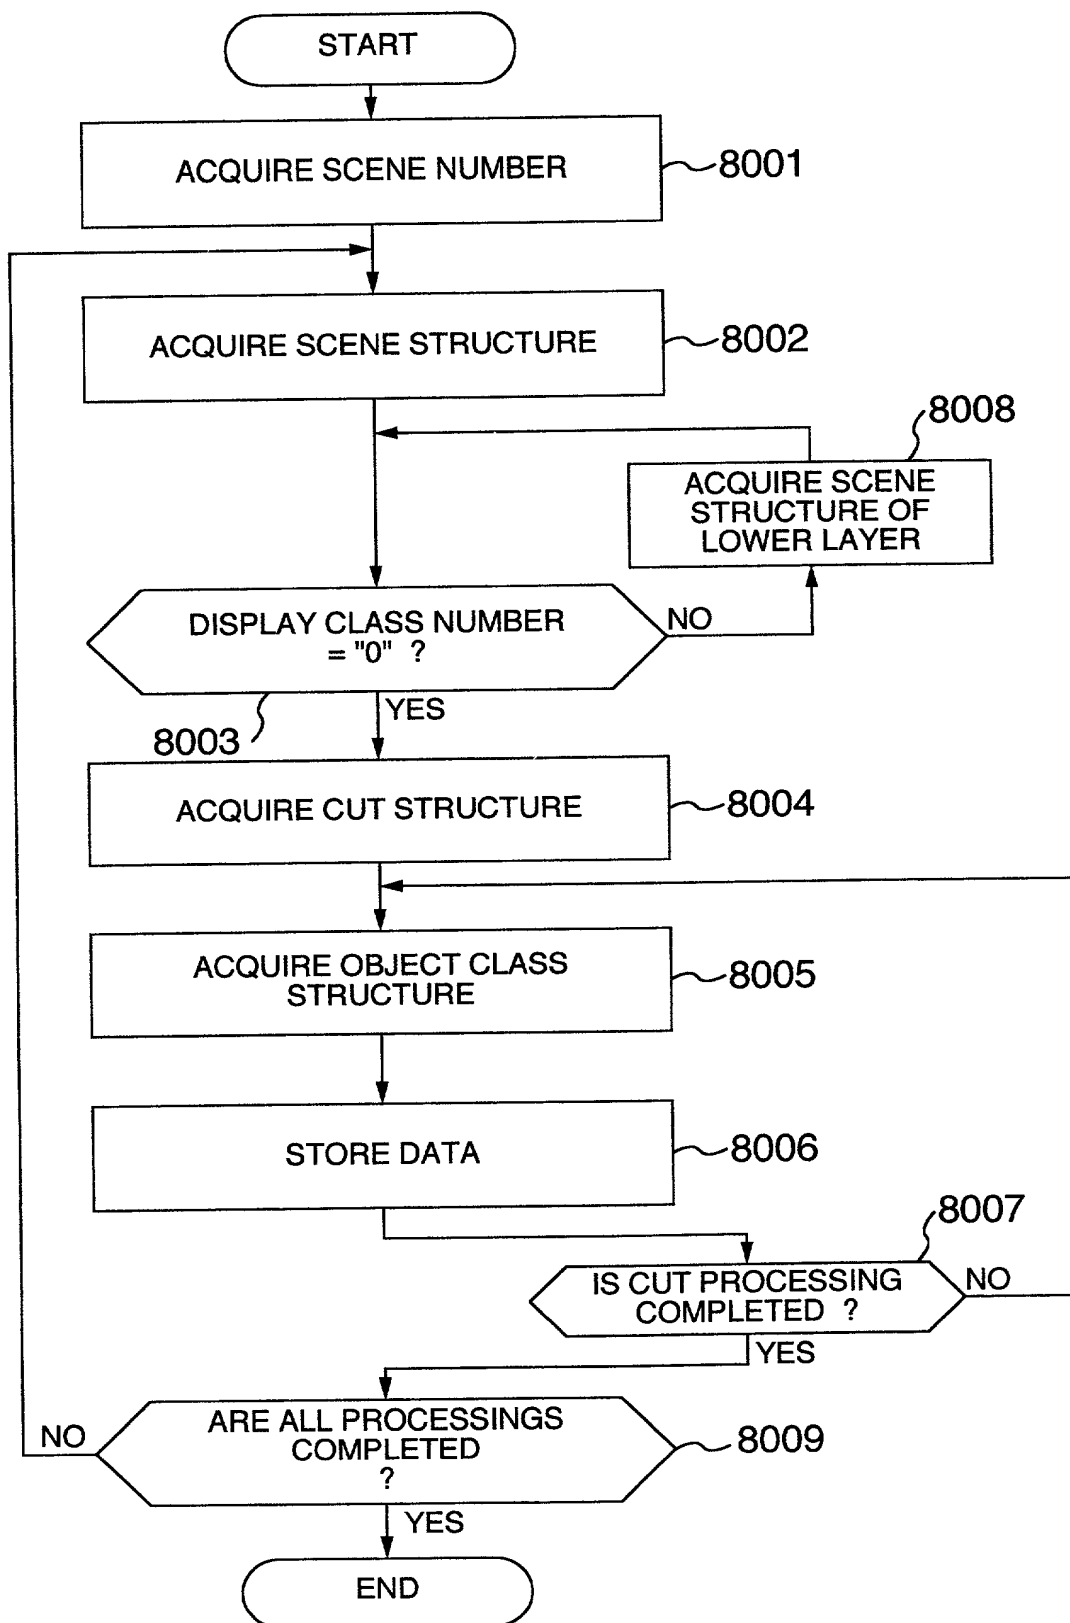 START
ACQUIRE SCENE NUMBER
8001
ACQUIRE SCENE STRUCTURE
8002
8008
ACQUIRE SCENE
STRUCTURE OF
LOWER LAYER
DISPLAY CLASS NUMBER
= "0" ?
NO
YES
8003
ACQUIRE CUT STRUCTURE
8004
ACQUIRE OBJECT CLASS
STRUCTURE
8005
STORE DATA
8006
8007
IS CUT PROCESSING
COMPLETED ?
NO
YES
ARE ALL PROCESSINGS
COMPLETED
?
NO
8009
YES
END